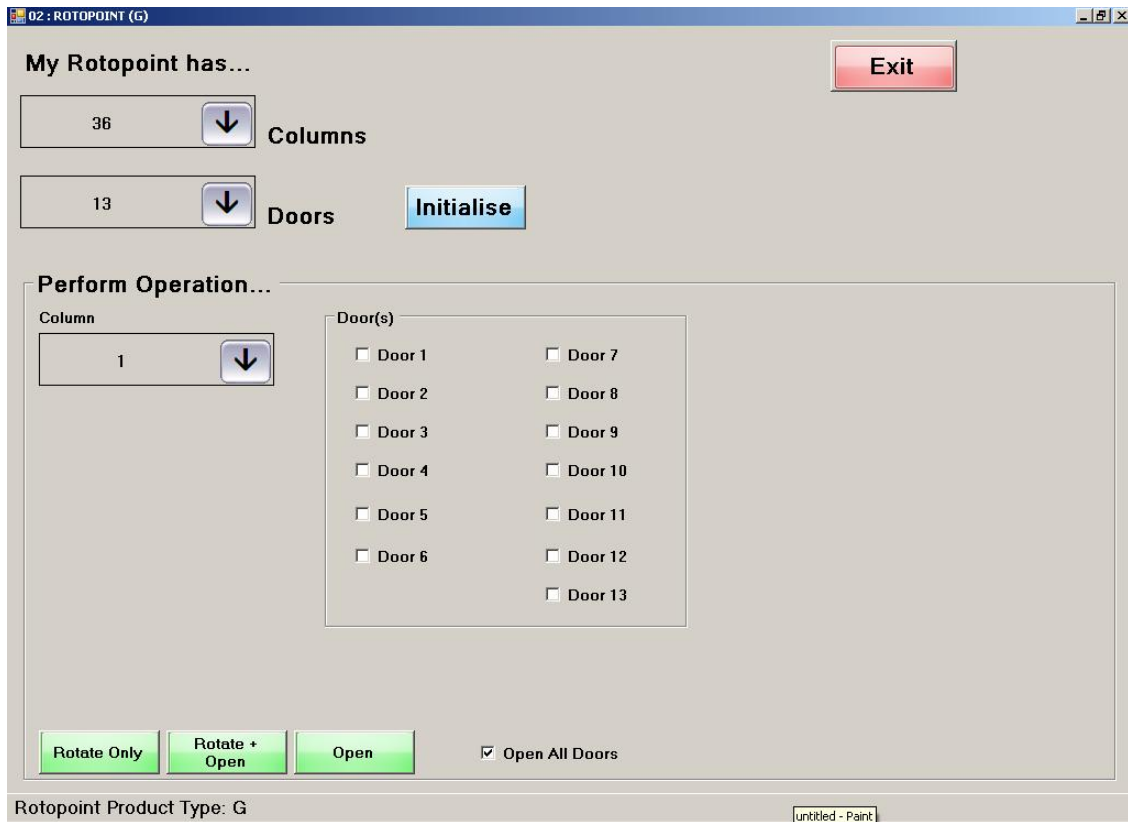 02 : ROTOPOINT (G)
My Rotopoint has...
Exit
36
Columns
13
Doors
Initialise
Perform Operation...
Column
1
Door(s)
Door 1
Door 7
Door 2
Door 8
Door 3
Door 9
Door 4
Door 10
Door 5
Door 11
Door 6
Door 12
Door 13
Rotate Only
Rotate +
Open
Open
Open All Doors
Rotopoint Product Type: G
untitled - Paint